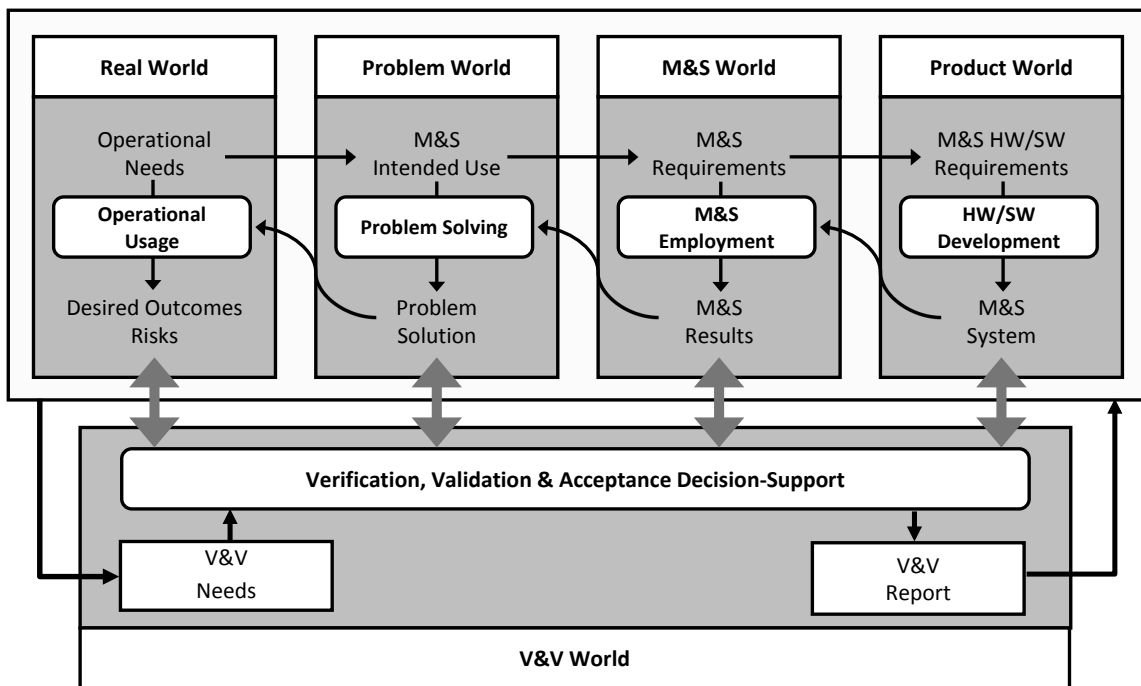 Real World
Problem World
M&S World
Product World
Operational
Needs
M&S
Intended Use
M&S
Requirements
M&S HW/SW
Requirements
Operational
Usage
Problem Solving
M&S
Employment
HW/SW
Development
Desired Outcomes
Risks
Problem
Solution
M&S
Results
M&S
System
Verification, Validation & Acceptance Decision-Support
V&V
Needs
V&V
Report
V&V World